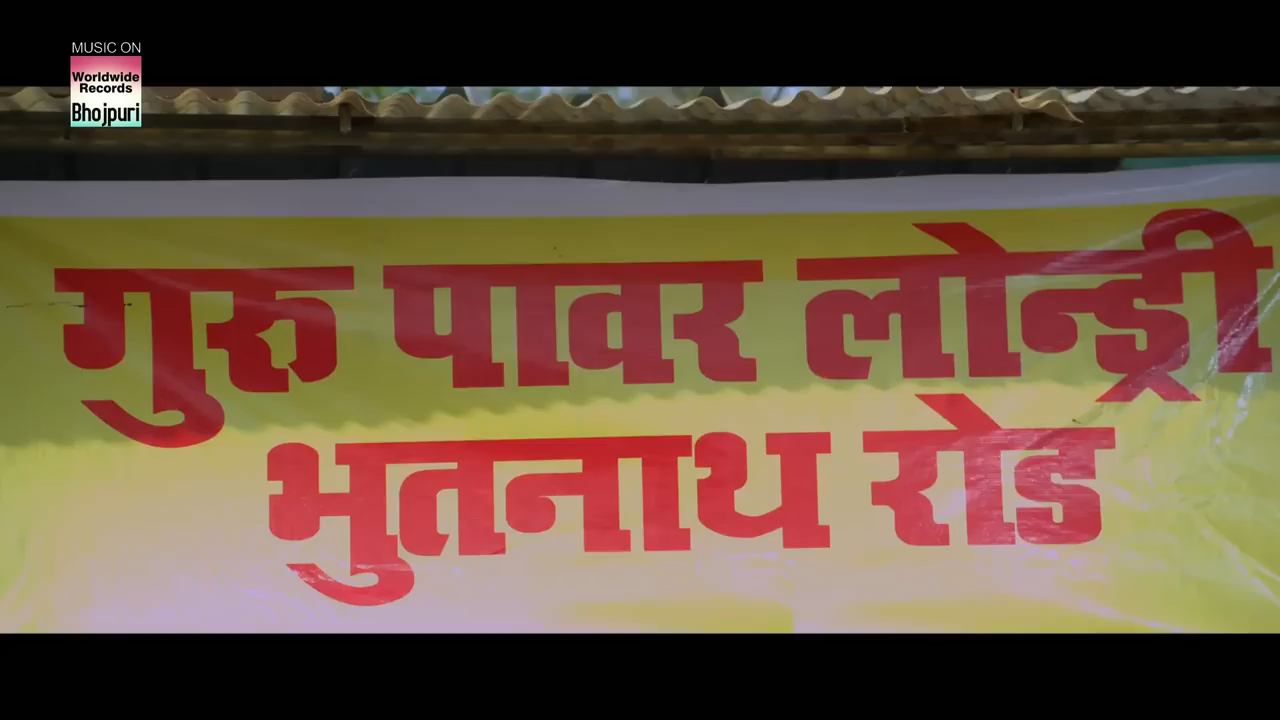 MUSIC ON
Worldwide
Records
Bhojpuri
गुरु पावर लोन्ड्री
भुतनाथ रोड